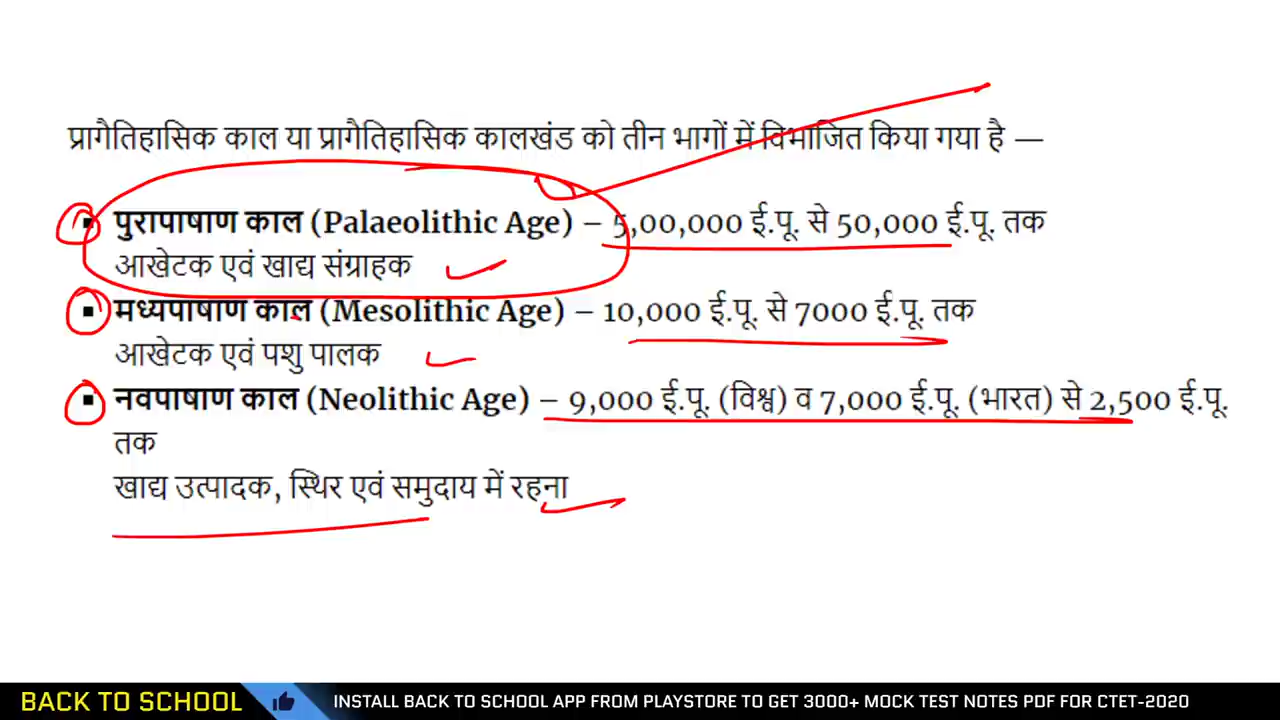 प्रागैतिहासिक काल या प्रागैतिहासिक कालखंड को तीन भागों में विभाजित किया गया है —
▪ पुरापाषाण काल (Palaeolithic Age) – 5,00,000 ई.पू. से 50,000 ई.पू. तक
आखेटक एवं खाद्य संग्राहक
▪ मध्यपाषाण काल (Mesolithic Age) – 10,000 ई.पू. से 7000 ई.पू. तक
आखेटक एवं पशु पालक
▪ नवपाषाण काल (Neolithic Age) – 9,000 ई.पू. (विश्व) व 7,000 ई.पू. (भारत) से 2,500 ई.पू.
तक
खाद्य उत्पादक, स्थिर एवं समुदाय में रहना
BACK TO SCHOOL INSTALL BACK TO SCHOOL APP FROM PLAYSTORE TO GET 3000+ MOCK TEST NOTES PDF FOR CTET-2020